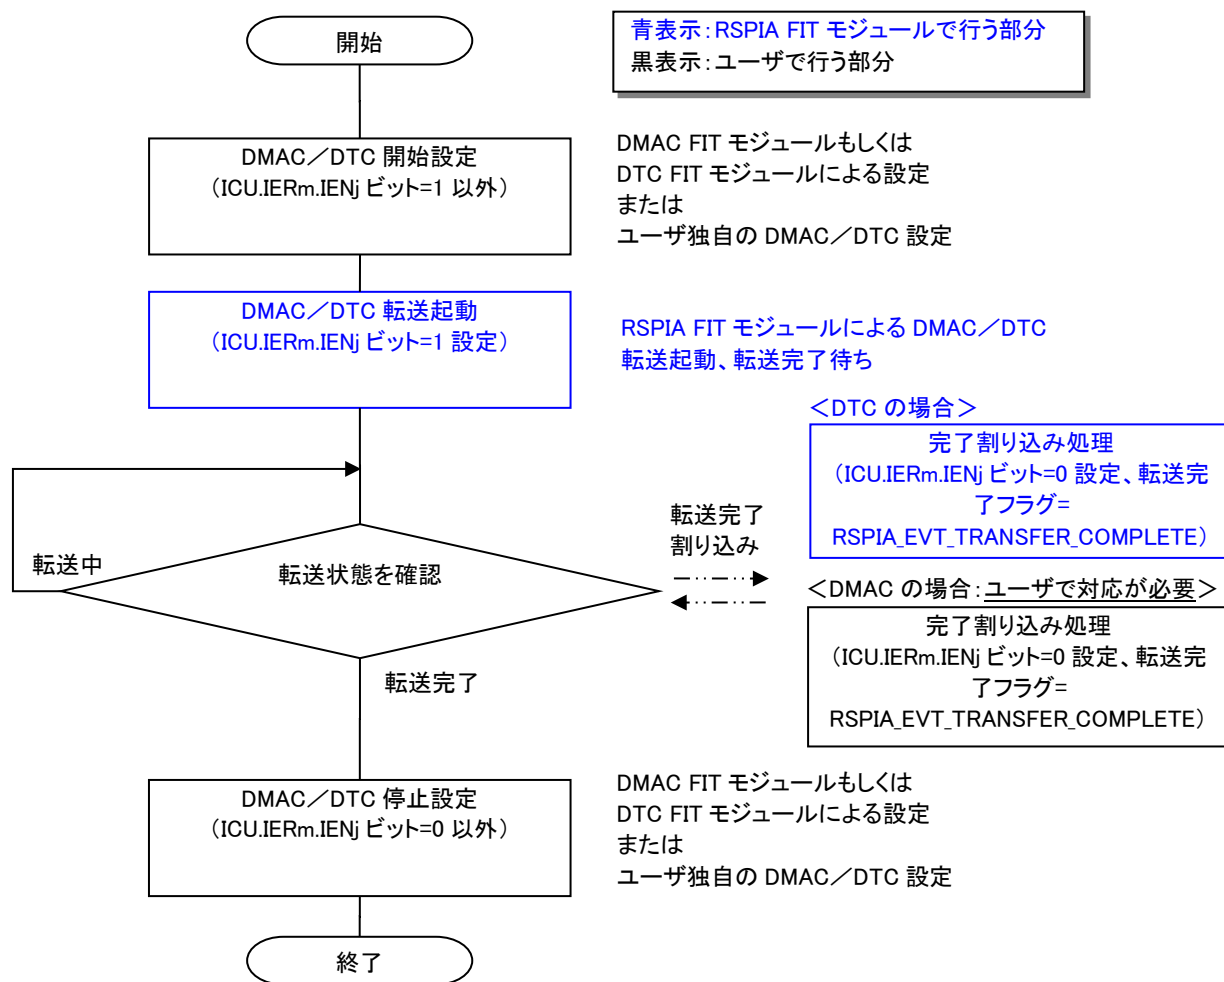 開始
青表示：RSPIA FIT モジュールで行う部分
黒表示：ユーザで行う部分
DMAC／DTC 開始設定
（ICU.IERm.IENj ビット=1 以外）
DMAC FIT モジュールもしくは
DTC FIT モジュールによる設定
または
ユーザ独自の DMAC／DTC 設定
DMAC／DTC 転送起動
（ICU.IERm.IENj ビット=1 設定）
RSPIA FIT モジュールによる DMAC／DTC
転送起動、転送完了待ち
＜DTC の場合＞
完了割り込み処理
（ICU.IERm.IENj ビット=0 設定、転送完
了フラグ=
RSPIA_EVT_TRANSFER_COMPLETE）
転送完了
割り込み
転送中
転送状態を確認
＜DMAC の場合：ユーザで対応が必要＞
完了割り込み処理
（ICU.IERm.IENj ビット=0 設定、転送完
了フラグ=
RSPIA_EVT_TRANSFER_COMPLETE）
転送完了
DMAC／DTC 停止設定
（ICU.IERm.IENj ビット=0 以外）
DMAC FIT モジュールもしくは
DTC FIT モジュールによる設定
または
ユーザ独自の DMAC／DTC 設定
終了